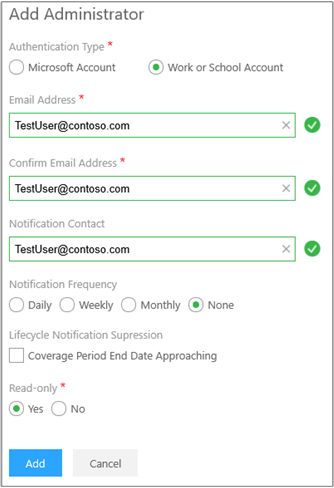 Add Administrator
Authentication Type *
Microsoft Account Work or School Account
Email Address *
TestUser@contoso.com
Confirm Email Address *
TestUser@contoso.com
Notification Contact
TestUser@contoso.com
Notification Frequency
Daily Weekly Monthly None
Lifecycle Notification Supression
Coverage Period End Date Approaching
Read-only *
Yes No
Add Cancel